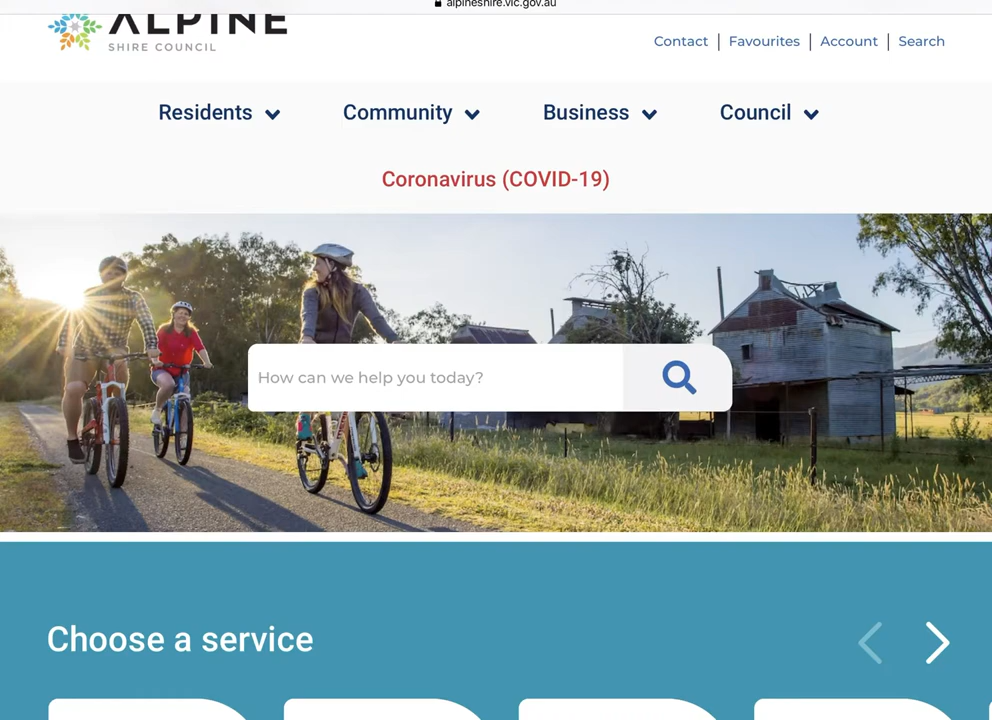 alpineshire.vic.gov.au
ALPINE
SHIRE COUNCIL
Contact | Favourites | Account | Search
Residents Community Business Council
Coronavirus (COVID-19)
How can we help you today?
Choose a service